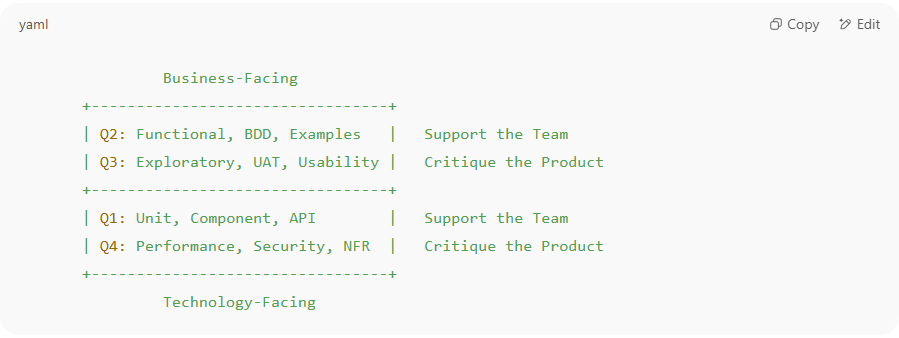 yaml
Copy
Edit
Business-Facing
+---------------------------------+
| Q2: Functional, BDD, Examples   |   Support the Team
| Q3: Exploratory, UAT, Usability |   Critique the Product
+---------------------------------+
| Q1: Unit, Component, API        |   Support the Team
| Q4: Performance, Security, NFR  |   Critique the Product
+---------------------------------+
Technology-Facing